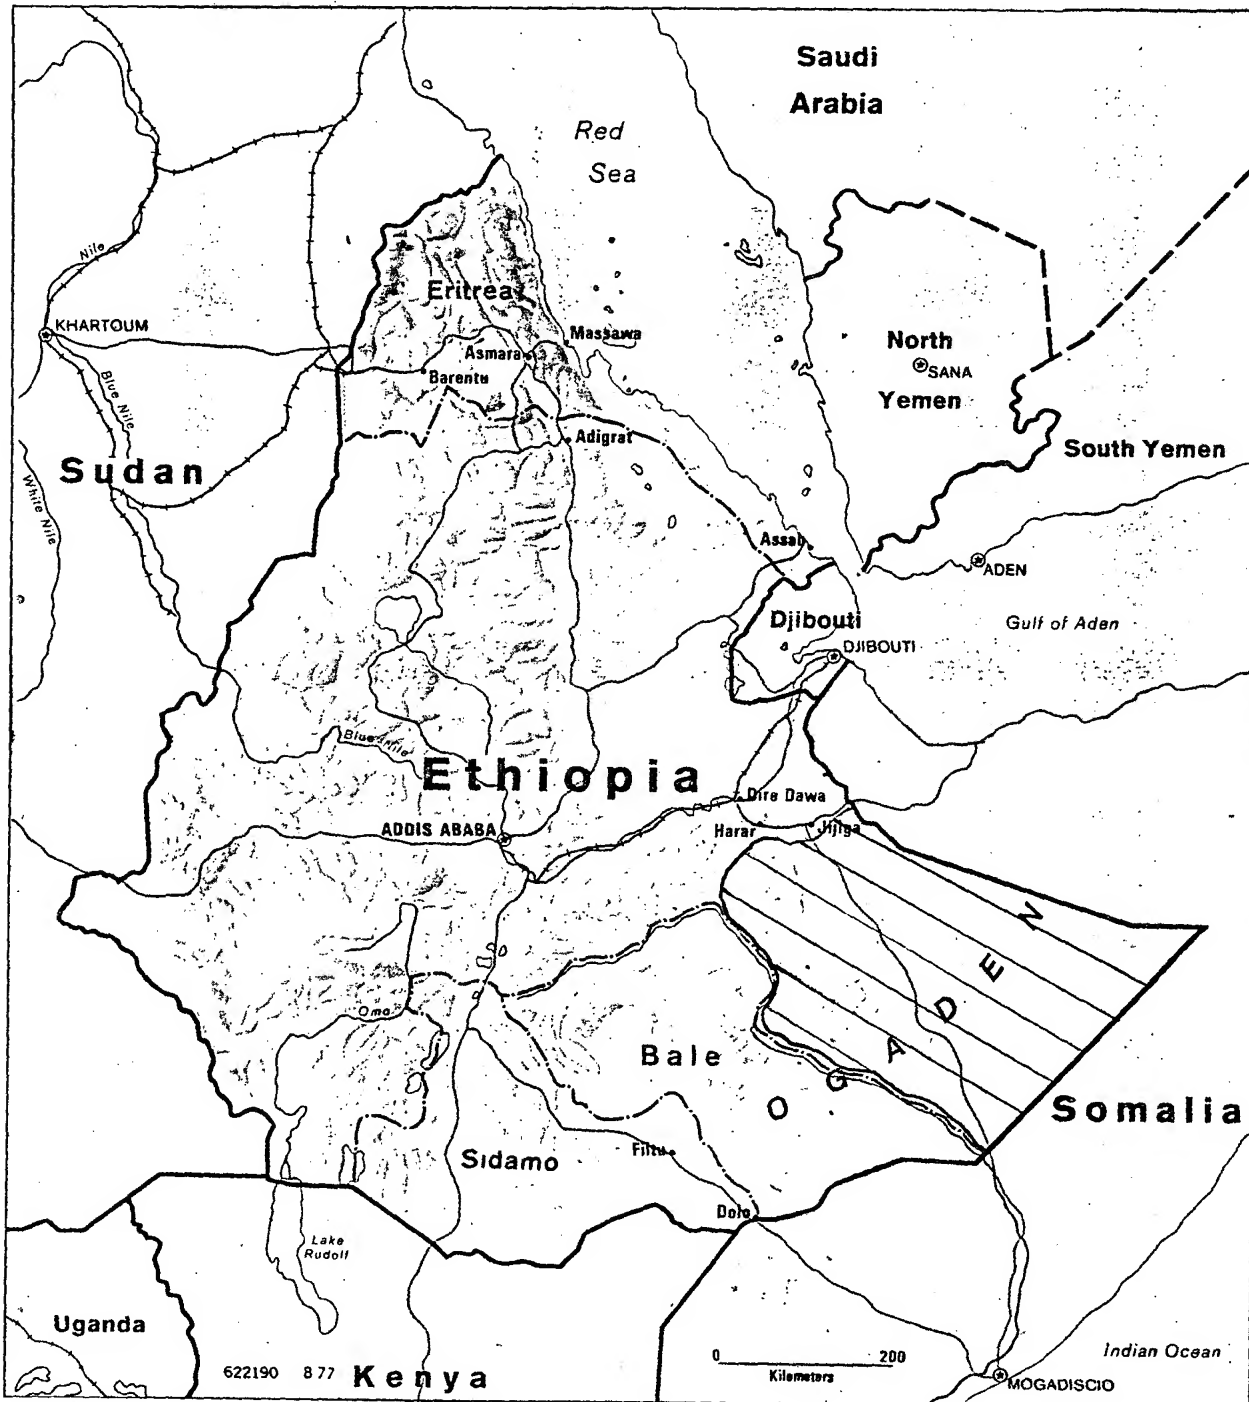 Saudi
Arabia
Red
Sea
Nile
KHARTOUM
Eritrea
Massawa
Asmara
Barentu
North
SANA
Yemen
Blue Nile
Adigrat
South Yemen
Sudan
White Nile
Assab
ADEN
Djibouti
DJIBOUTI
Gulf of Aden
Blue Nile
Ethiopia
Dire Dawa
ADDIS ABABA
Harar
Jijiga
OGADEN
Omo
Bale
Somalia
Sidamo
Filtu
Dolo
Lake
Rudolf
Uganda
0 200
Kilometers
Indian Ocean
622190 8 77
Kenya
MOGADISCIO